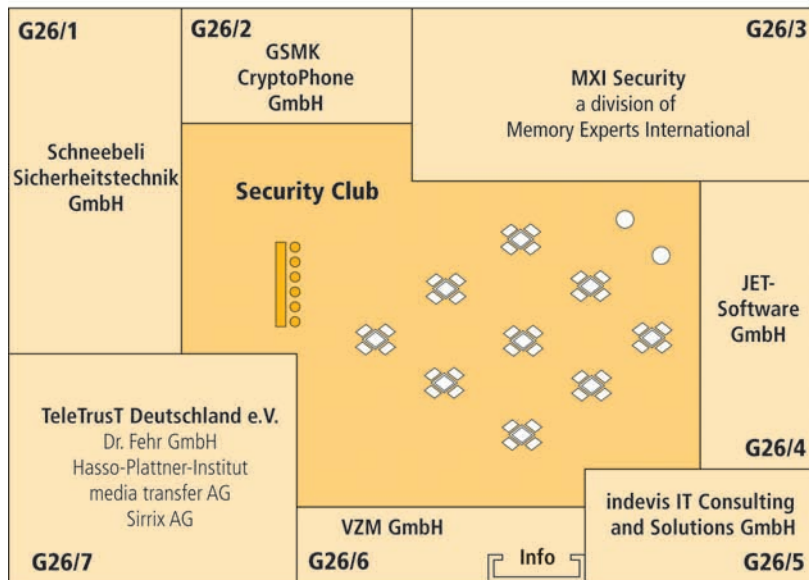 G26/1
Schneebeli
Sicherheitstechnik
GmbH
G26/2
GSMK
CryptoPhone
GmbH
G26/3
MXI Security
a division of
Memory Experts International
Security Club
JET-
Software
GmbH
G26/4
TeleTrusT Deutschland e.V.
Dr. Fehr GmbH
Hasso-Plattner-Institut
media transfer AG
Sirrix AG
G26/7
VZM GmbH
G26/6
Info
indevis IT Consulting
and Solutions GmbH
G26/5